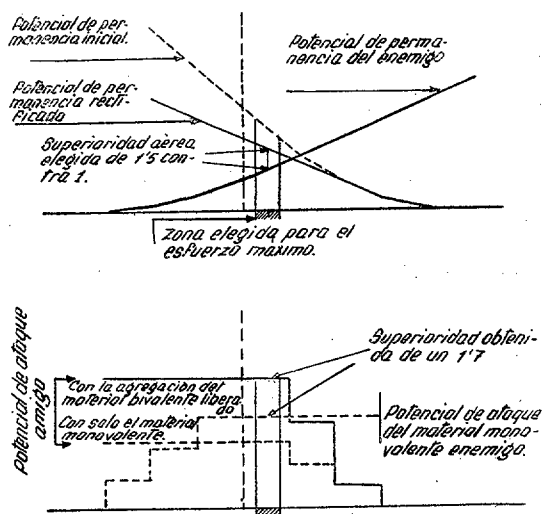 Potencial de per-
manencia inicial.
Potencial de perma-
nencia del enemigo
Potencial de per-
manencia recti-
ficado
Superioridad aérea
elegida de 1'5 con-
tra 1.
Zona elegida para el
esfuerzo máximo.
Potencial de ataque
amigo
Con la agregación del
material bivalente libera-
do
Con solo el material
monovalente.
Superioridad obteni-
da de un 1'7
Potencial de ataque
del material mono-
valente enemigo.